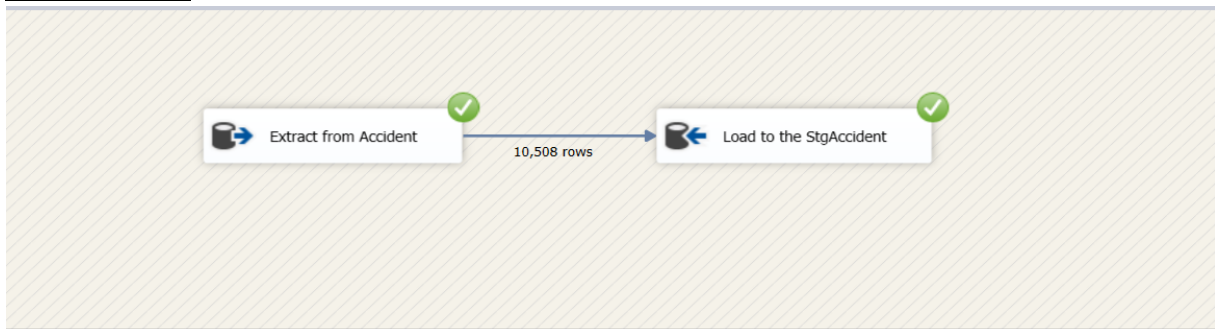 Extract from Accident
10,508 rows
Load to the StgAccident